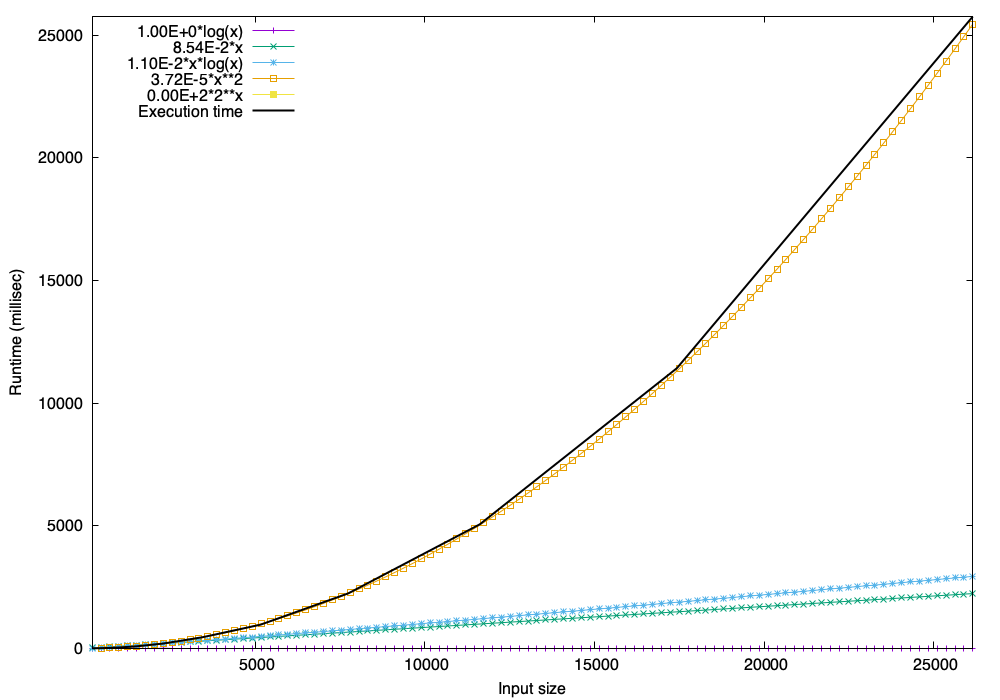 25000
20000
15000
10000
5000
0
Runtime (millisec)
1.00E+0*log(x)
8.54E-2*x
1.10E-2*x*log(x)
3.72E-5*x**2
0.00E+2*2**x
Execution time
5000 10000 15000 20000 25000
Input size